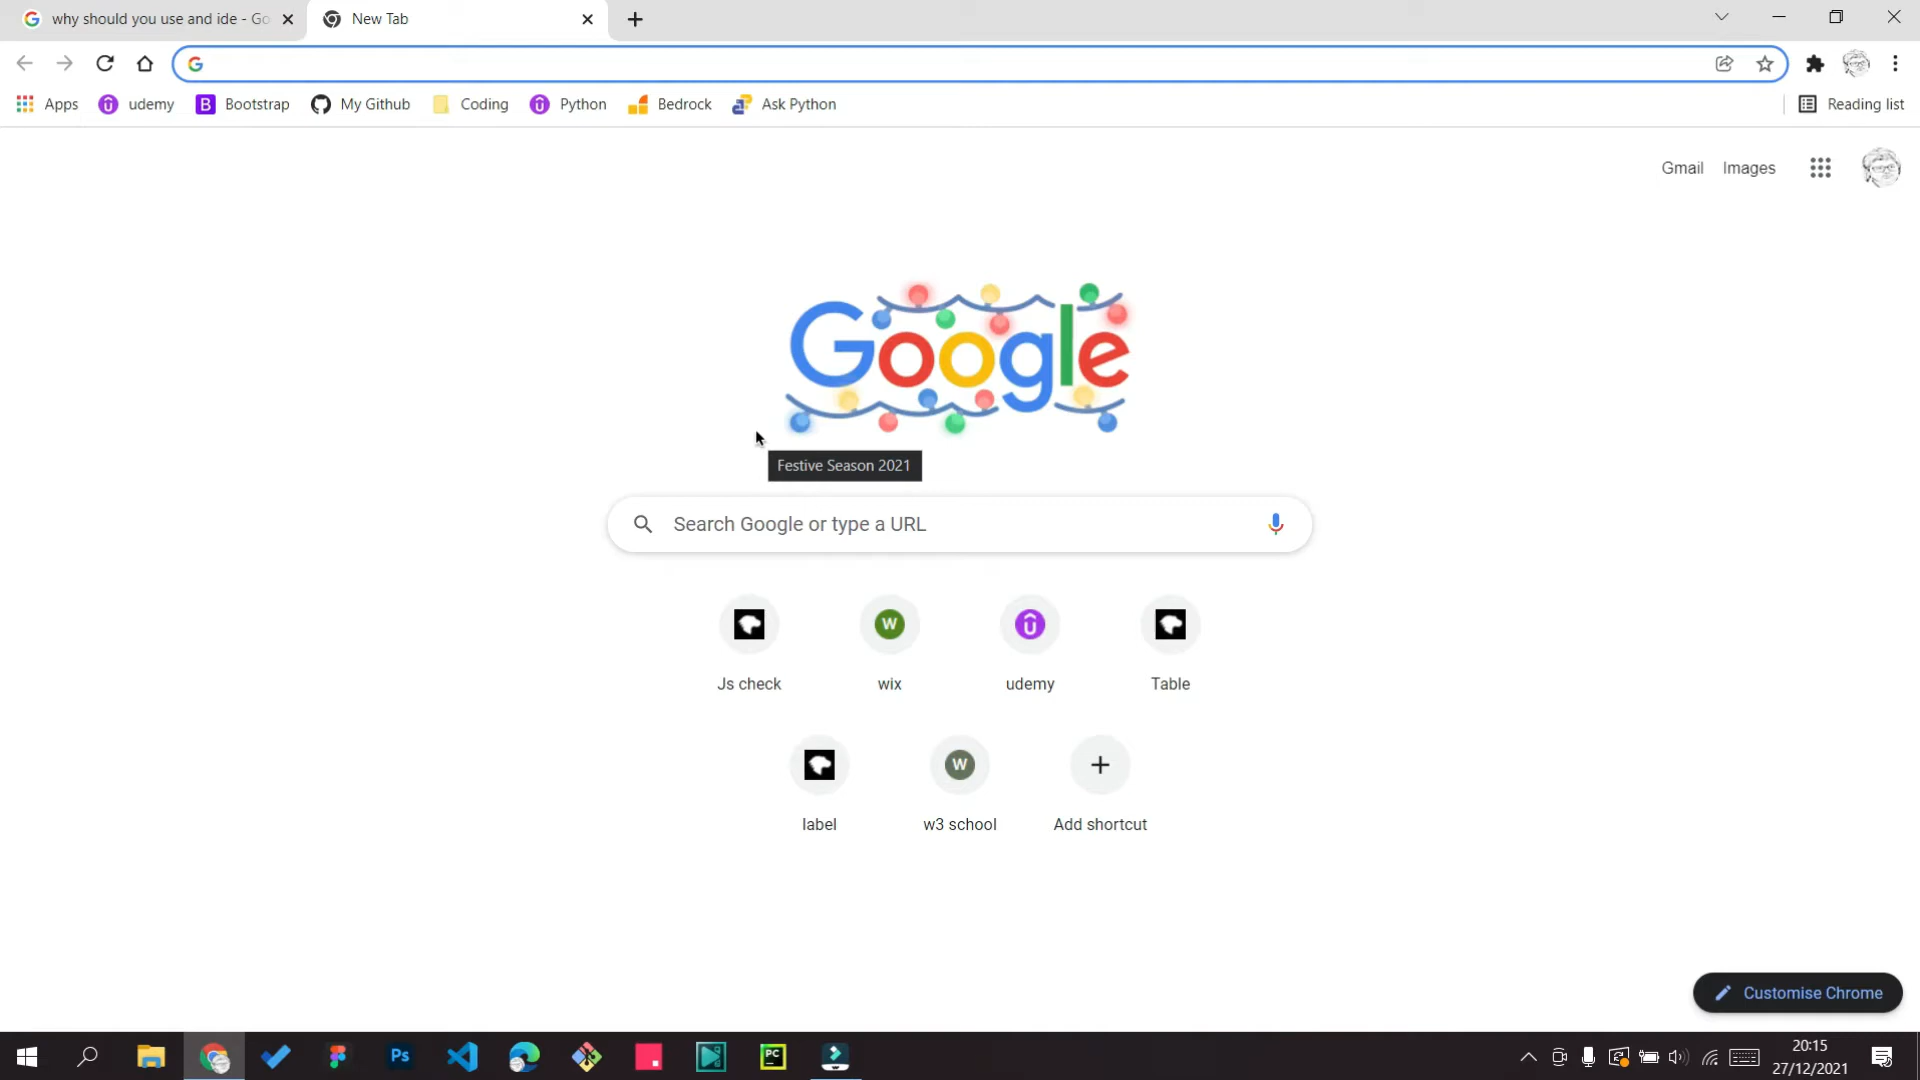 why should you use and ide - Go
New Tab
Apps
udemy
B
Bootstrap
My Github
Coding
Python
Bedrock
Ask Python
Reading list
Gmail
Images
Google
Festive Season 2021
Search Google or type a URL
W
Js check
wix
udemy
Table
W
label
w3 school
Add shortcut
Customise Chrome
Ps
PC
20:15
27/12/2021